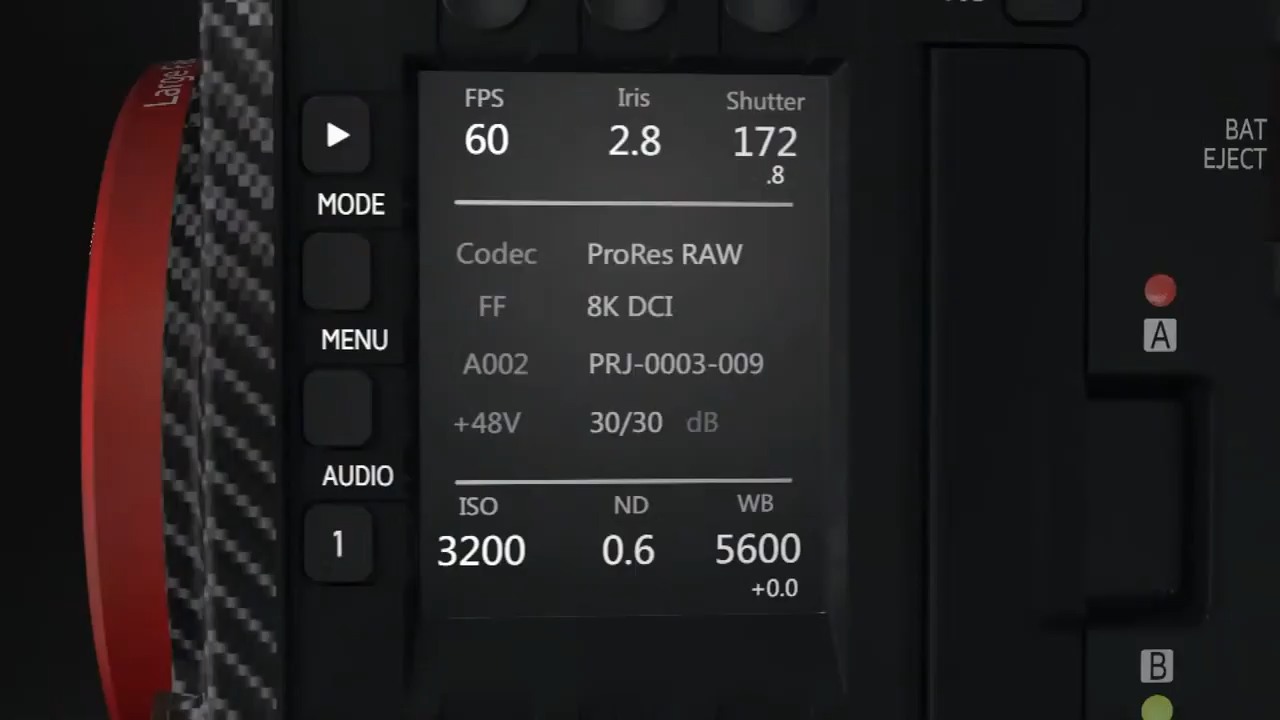 Large F
FPS Iris Shutter
60 2.8 172
.8
MODE
Codec ProRes RAW
FF 8K DCI
MENU
A002 PRJ-0003-009
+48V 30/30 dB
AUDIO
ISO ND WB
3200 0.6 5600
+0.0
1
BAT
EJECT
A
B